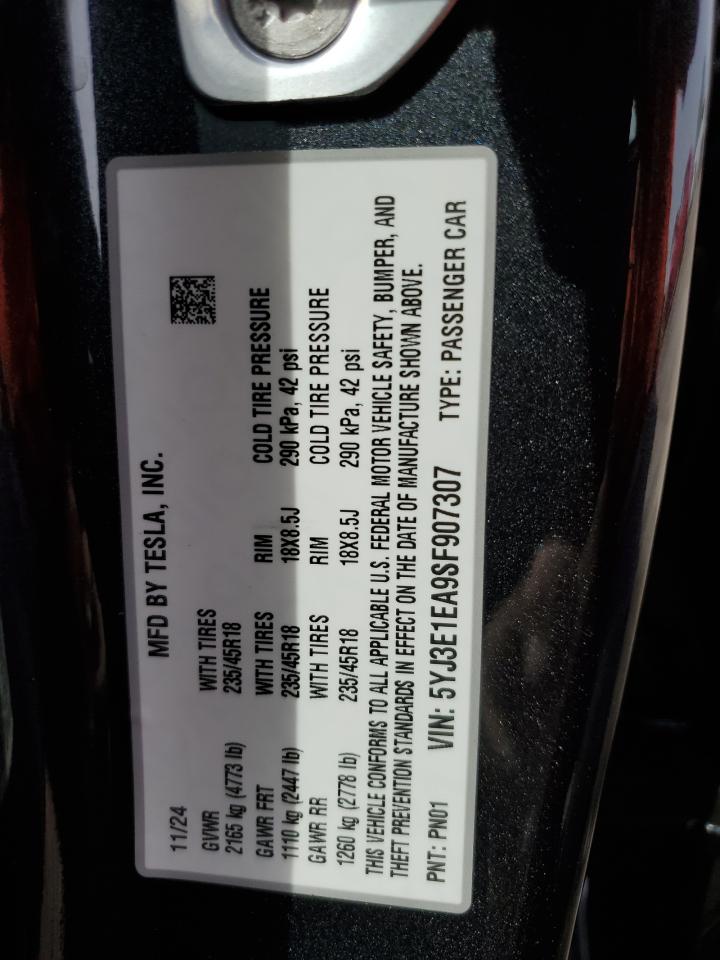 MFD BY TESLA, INC.
11/24
GVWR WITH TIRES
2165 kg (4773 lb) 235/45R18
GAWR FRT WITH TIRES RIM COLD TIRE PRESSURE
1110 kg (2447 lb) 235/45R18 18X8.5J 290 kPa, 42 psi
GAWR RR WITH TIRES RIM COLD TIRE PRESSURE
1260 kg (2778 lb) 235/45R18 18X8.5J 290 kPa, 42 psi
THIS VEHICLE CONFORMS TO ALL APPLICABLE U.S. FEDERAL MOTOR VEHICLE SAFETY, BUMPER, AND
THEFT PREVENTION STANDARDS IN EFFECT ON THE DATE OF MANUFACTURE SHOWN ABOVE.
PNT: PN01 VIN: 5YJ3E1EA9SF907307 TYPE: PASSENGER CAR